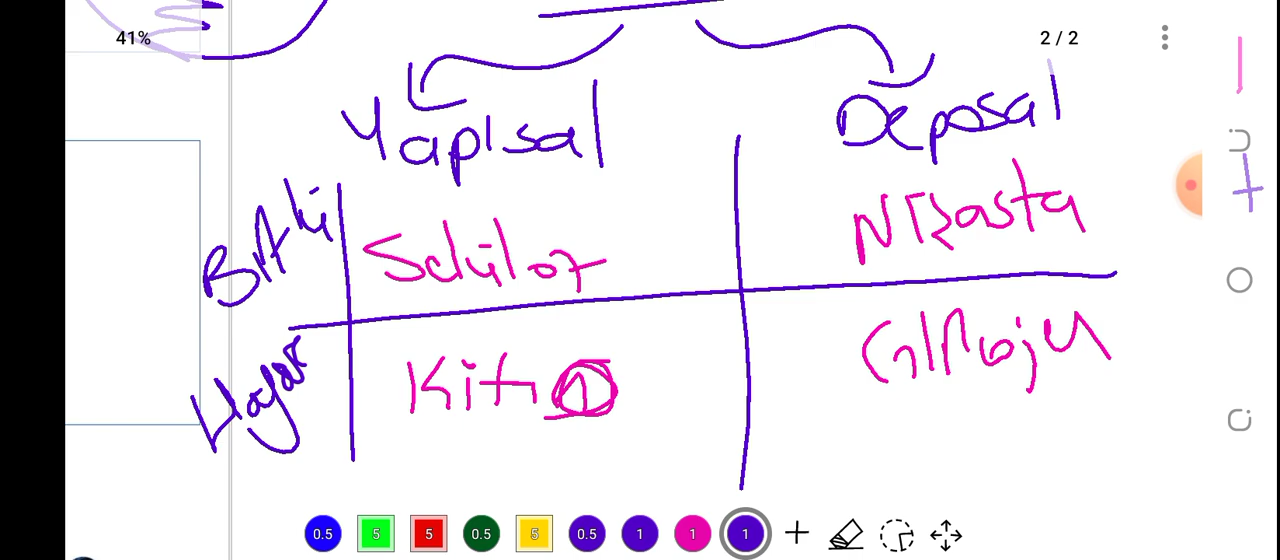 41%
2 / 2
Yapısal Deposal
Bitki Selüloz Nişasta
Hayvan Kitin Glikojen
0.5 5 5 0.5 5 0.5 1 1 1